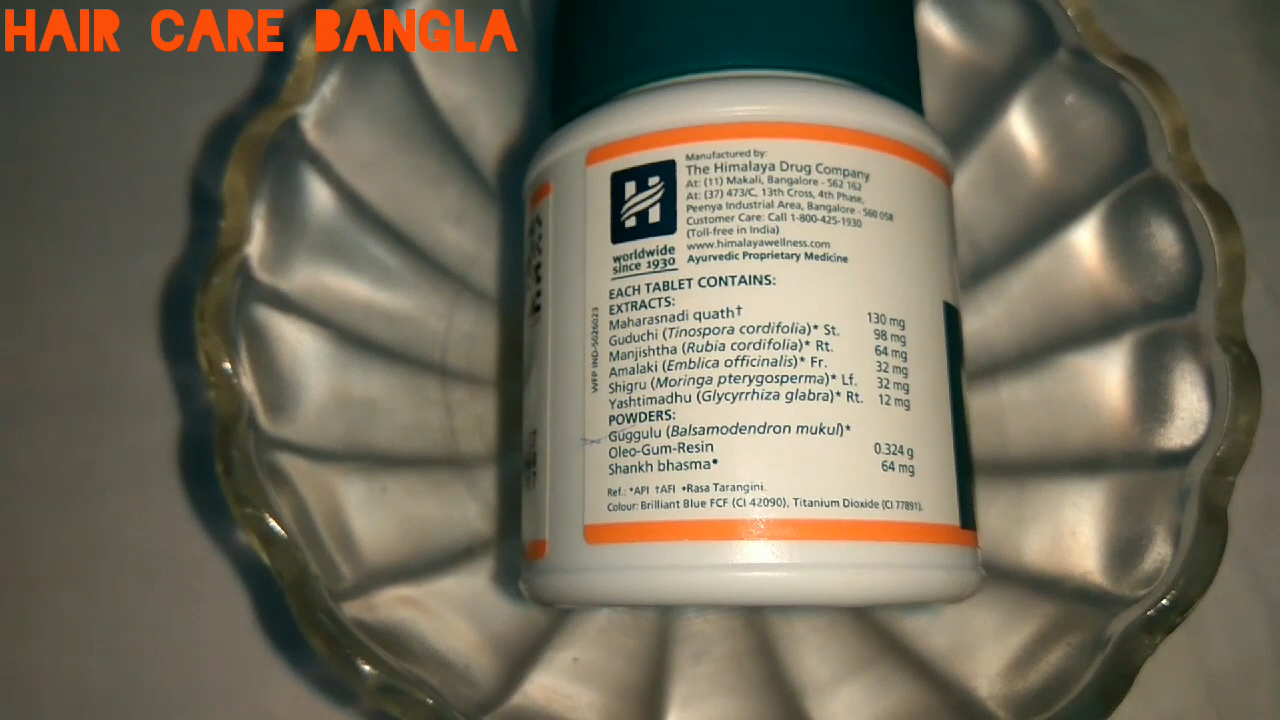 HAIR CARE BANGLA
Manufactured by:
The Himalaya Drug Company
At: (11) Makali, Bangalore - 562 162
At: (37) 473/C, 13th Cross, 4th Phase,
Peenya Industrial Area, Bangalore - 560 058
Customer Care: Call 1-800-425-1930
(Toll-free in India)
www.himalayawellness.com
Ayurvedic Proprietary Medicine
worldwide
since 1930
EACH TABLET CONTAINS:
EXTRACTS:
Maharasnadi quath† 130 mg
Guduchi (Tinospora cordifolia)* St. 98 mg
Manjishtha (Rubia cordifolia)* Rt. 64 mg
Amalaki (Emblica officinalis)* Fr. 32 mg
Shigru (Moringa pterygosperma)* Lf. 32 mg
Yashtimadhu (Glycyrrhiza glabra)* Rt. 12 mg
POWDERS:
Guggulu (Balsamodendron mukul)*
Oleo-Gum-Resin 0.324 g
Shankh bhasma• 64 mg
Ref.: *API †AFI •Rasa Tarangini.
Colour: Brilliant Blue FCF (CI 42090), Titanium Dioxide (CI 77891).
WFP IND-5026023